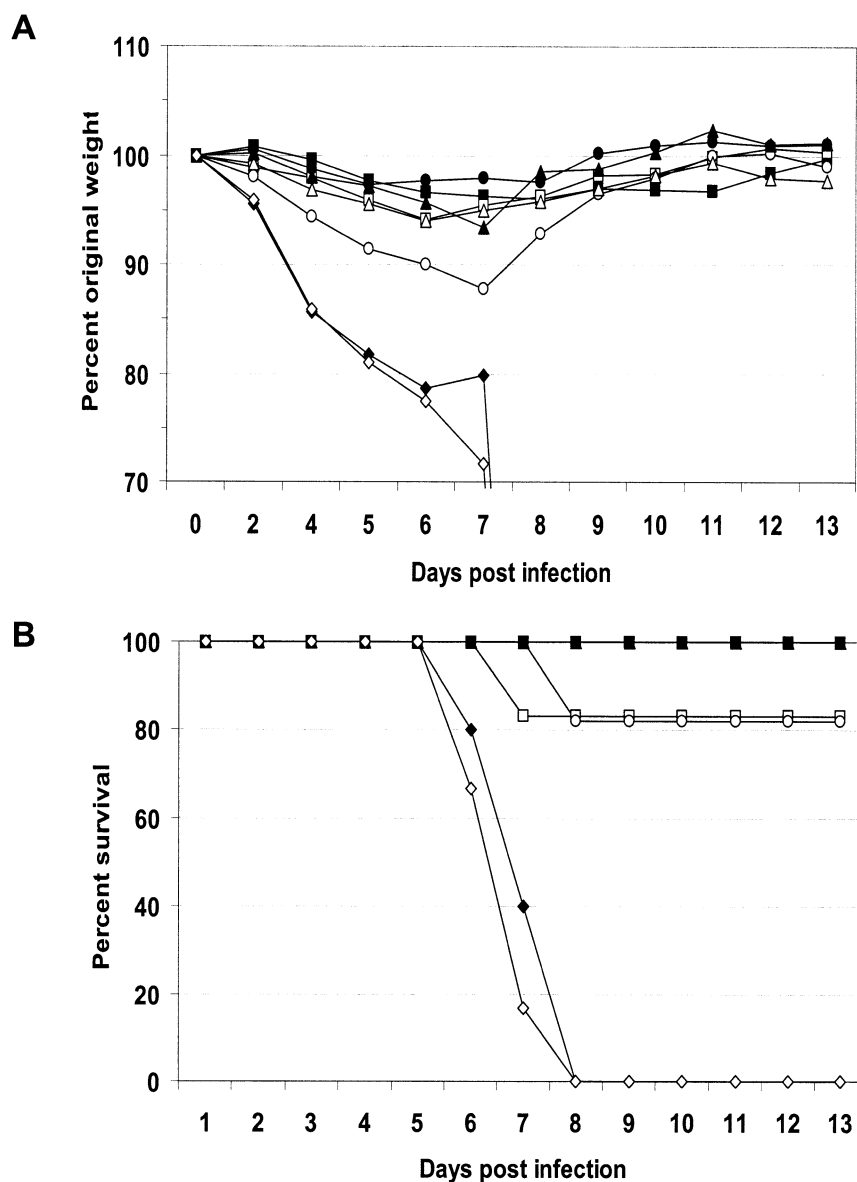 A
110
100
90
80
70
Percent original weight
0 2 4 5 6 7 8 9 10 11 12 13
Days post infection
B
100
80
60
40
20
0
Percent survival
1 2 3 4 5 6 7 8 9 10 11 12 13
Days post infection